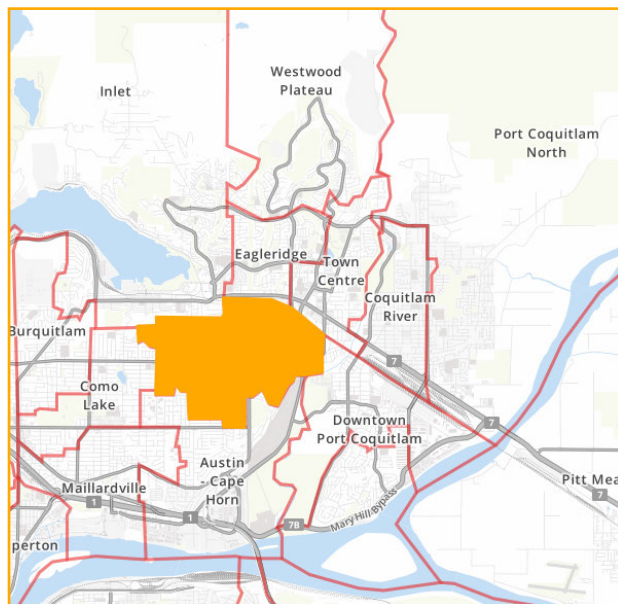 Westwood
Plateau
Inlet
Port Coquitlam
North
Eagleridge
Town
Centre
Coquitlam
River
Burquitlam
7
Como
Lake
Downtown
Port Coquitlam
7
Austin
- Cape
Horn
Maillardville
Pitt Mea
7
1
1
7B
Mary Hill Bypass
perton